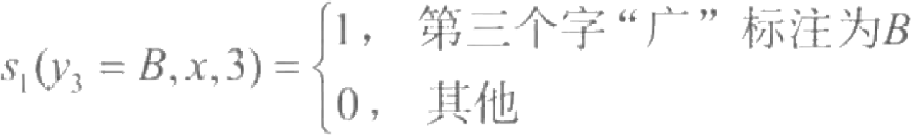 s₁(y₃ = B, x, 3) = {1， 第三个字“广”标注为B
0， 其他